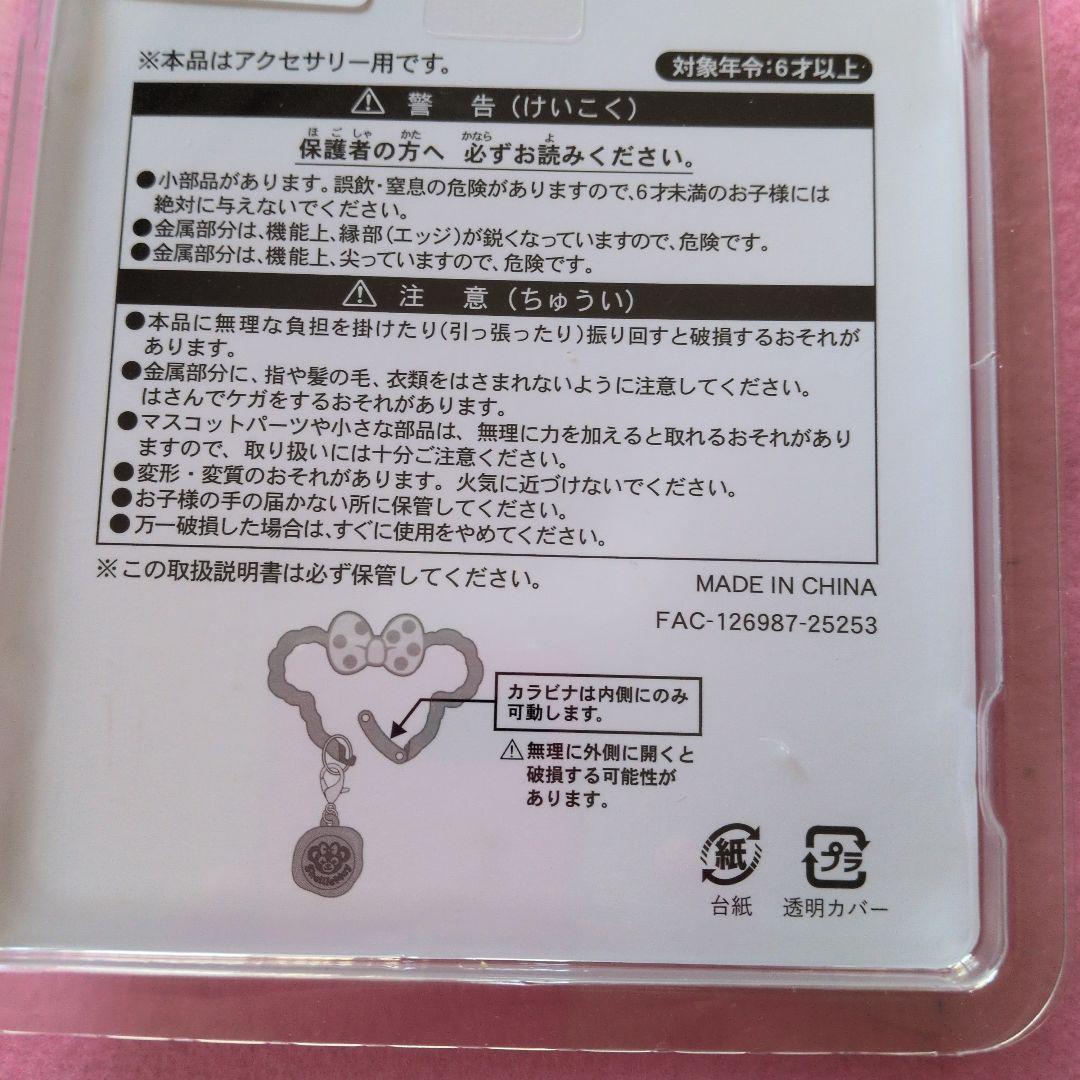 ※本品はアクセサリー用です。
対象年令:6才以上
⚠ 警 告（けいこく）
ほごしゃ かた かなら よ
保護者の方へ 必ずお読みください。
●小部品があります。誤飲・窒息の危険がありますので、6才未満のお子様には
絶対に与えないでください。
●金属部分は、機能上、縁部（エッジ）が鋭くなっていますので、危険です。
●金属部分は、機能上、尖っていますので、危険です。
⚠ 注 意（ちゅうい）
●本品に無理な負担を掛けたり（引っ張ったり）振り回すと破損するおそれが
あります。
●金属部分に、指や髪の毛、衣類をはさまれないように注意してください。
はさんでケガをするおそれがあります。
●マスコットパーツや小さな部品は、無理に力を加えると取れるおそれがあり
ますので、取り扱いには十分ご注意ください。
●変形・変質のおそれがあります。火気に近づけないでください。
●お子様の手の届かない所に保管してください。
●万一破損した場合は、すぐに使用をやめてください。
※この取扱説明書は必ず保管してください。
MADE IN CHINA
FAC-126987-25253
カラビナは内側にのみ
可動します。
⚠無理に外側に開くと
破損する可能性が
あります。
ShellieMay
紙
プラ
台紙
透明カバー